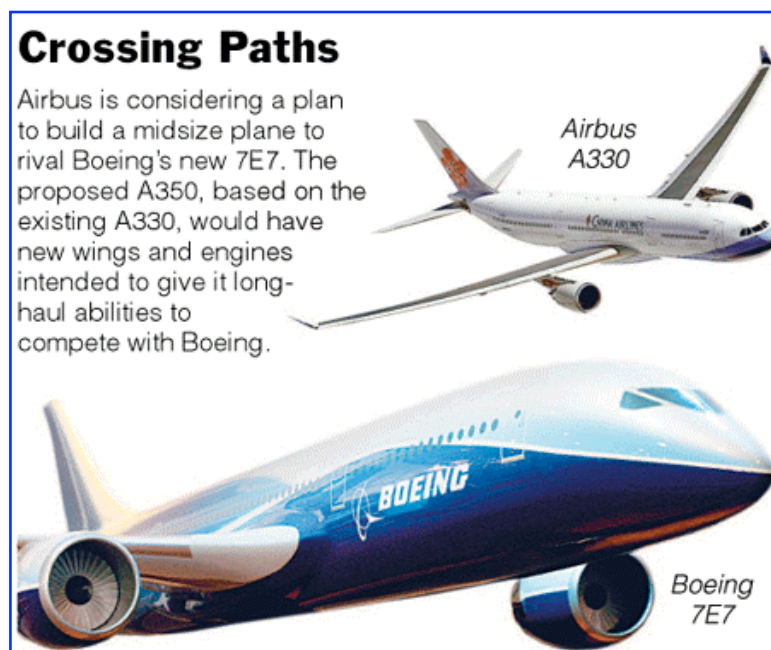 Crossing Paths
Airbus is considering a plan
to build a midsize plane to
rival Boeing's new 7E7. The
proposed A350, based on the
existing A330, would have
new wings and engines
intended to give it long-
haul abilities to
compete with Boeing.
Airbus
A330
CHINA AIRLINES
BOEING
Boeing
7E7